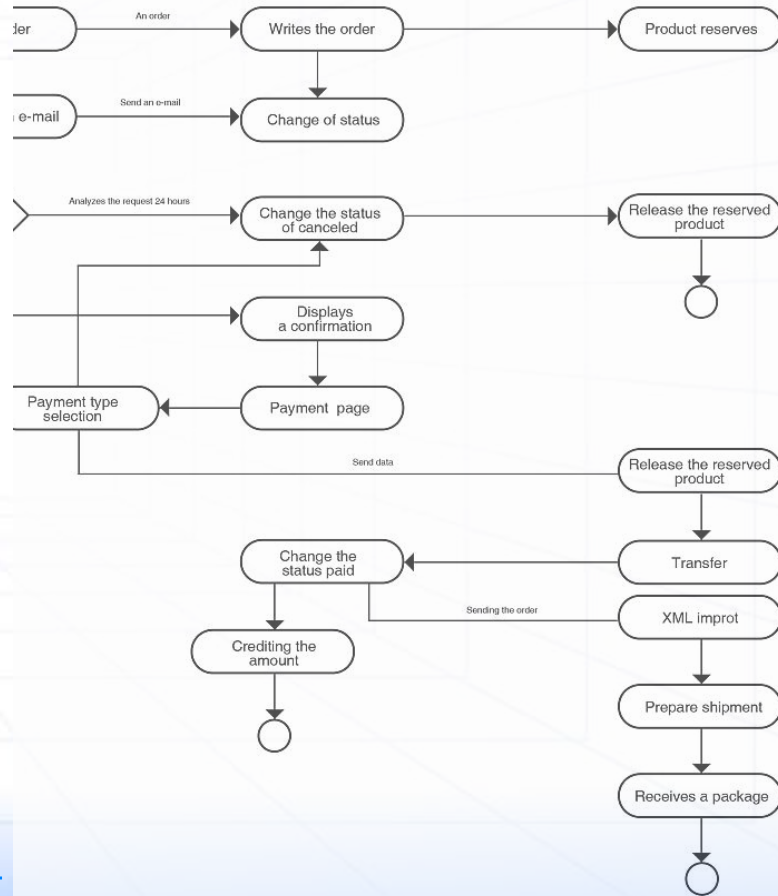 An order
der
Writes the order
Product reserves
Send an e-mail
e-mail
Change of status
Analyzes the request 24 hours
Change the status
of canceled
Release the reserved
product
Displays
a confirmation
Payment type
selection
Payment page
Send data
Release the reserved
product
Change the
status paid
Transfer
Sending the order
XML improt
Crediting the
amount
Prepare shipment
Receives a package